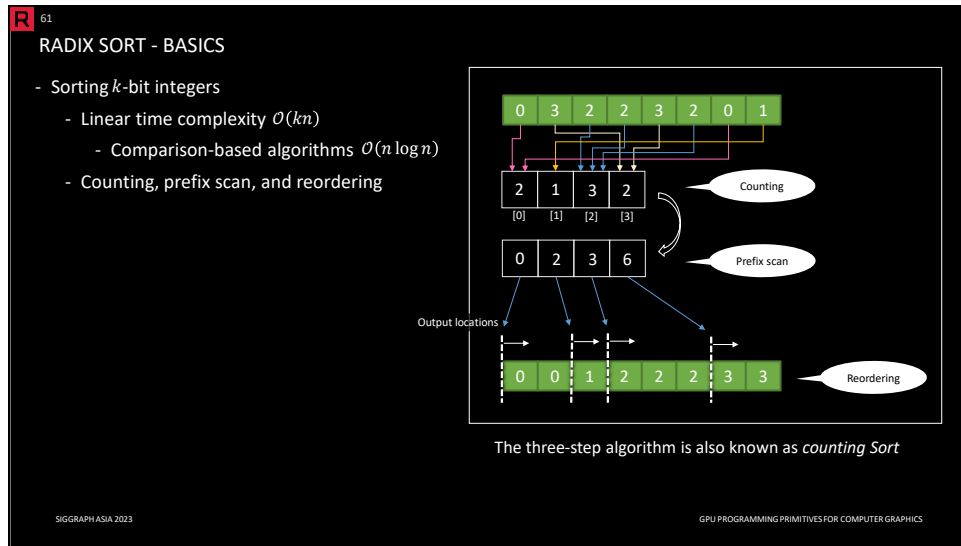 R 61
RADIX SORT - BASICS
- Sorting k-bit integers
- Linear time complexity 𝒪(kn)
- Comparison-based algorithms 𝒪(n log n)
- Counting, prefix scan, and reordering
0 3 2 2 3 2 0 1
2 1 3 2
Counting
[0] [1] [2] [3]
0 2 3 6
Prefix scan
Output locations
0 0 1 2 2 2 3 3
Reordering
The three-step algorithm is also known as counting Sort
SIGGRAPH ASIA 2023
GPU PROGRAMMING PRIMITIVES FOR COMPUTER GRAPHICS